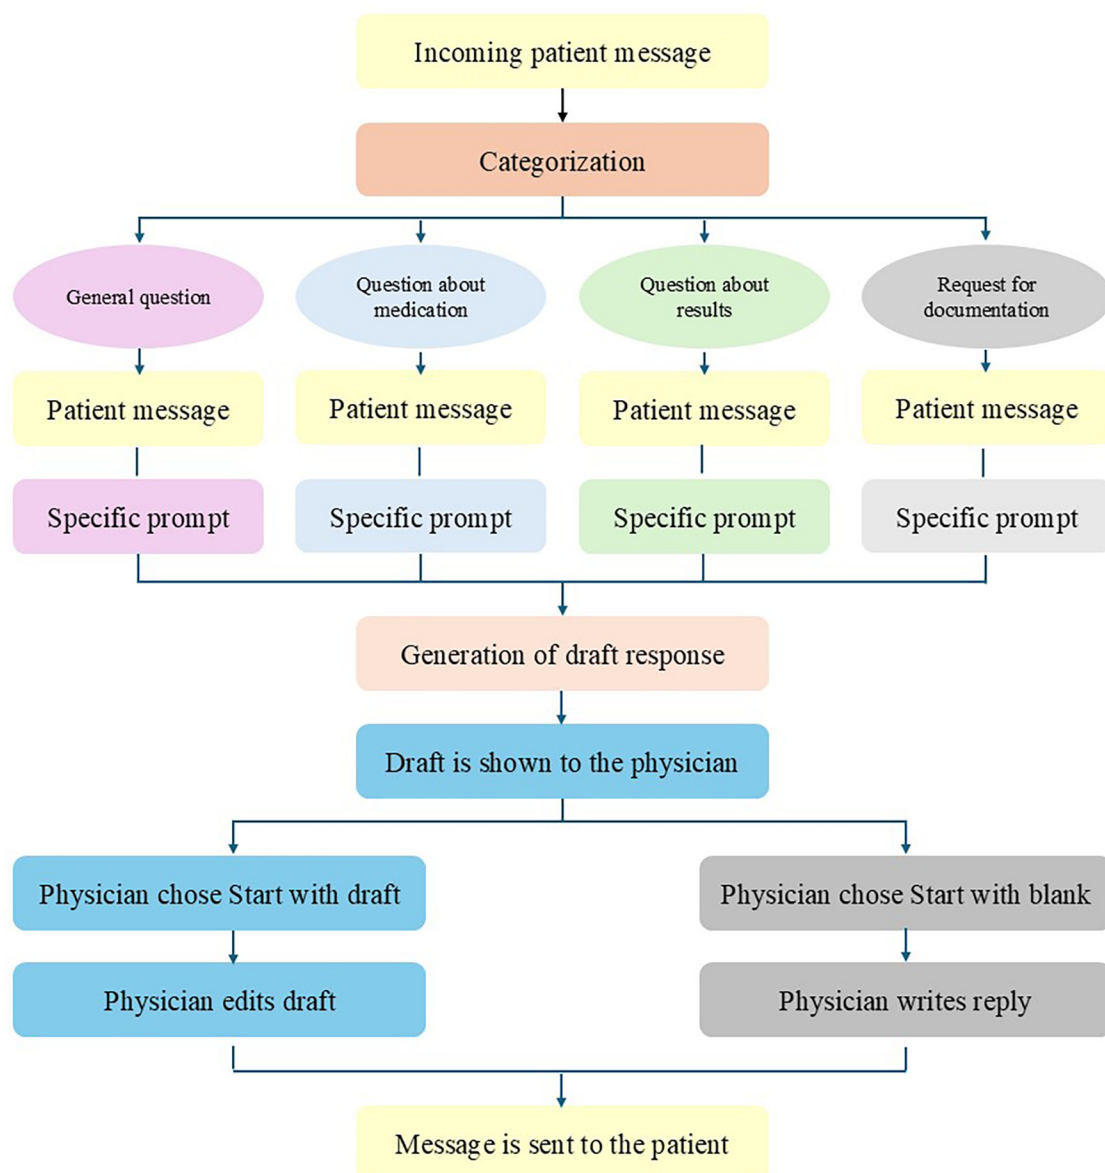 Incoming patient message
Categorization
General question
Question about
medication
Question about
results
Request for
documentation
Patient message
Patient message
Patient message
Patient message
Specific prompt
Specific prompt
Specific prompt
Specific prompt
Generation of draft response
Draft is shown to the physician
Physician chose Start with draft
Physician chose Start with blank
Physician edits draft
Physician writes reply
Message is sent to the patient